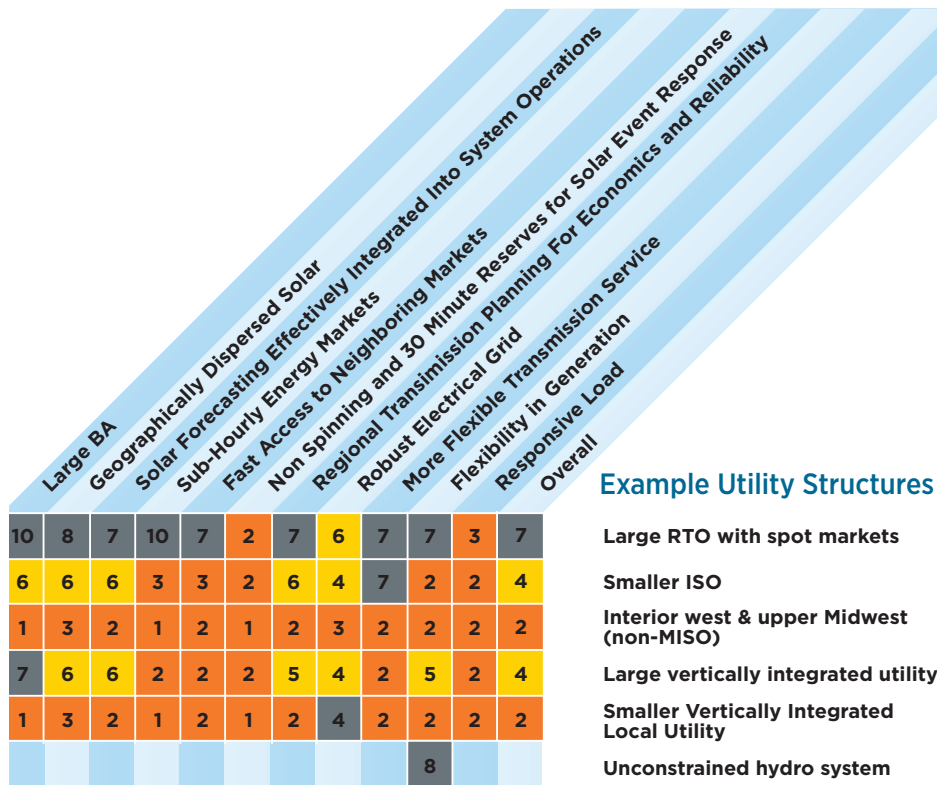 Large BA
Geographically Dispersed Solar
Solar Forecasting Effectively Integrated Into System Operations
Sub-Hourly Energy Markets
Fast Access to Neighboring Markets
Non Spinning and 30 Minute Reserves for Solar Event Response
Regional Transimission Planning For Economics and Reliability
Robust Electrical Grid
More Flexible Transmission Service
Flexibility in Generation
Responsive Load
Overall
Example Utility Structures
10 8 7 10 7 2 7 6 7 7 3 7 Large RTO with spot markets
6 6 6 3 3 2 6 4 7 2 2 4 Smaller ISO
1 3 2 1 2 1 2 3 2 2 2 2 Interior west & upper Midwest
(non-MISO)
7 6 6 2 2 2 5 4 2 5 2 4 Large vertically integrated utility
1 3 2 1 2 1 2 4 2 2 2 2 Smaller Vertically Integrated
Local Utility
8 Unconstrained hydro system